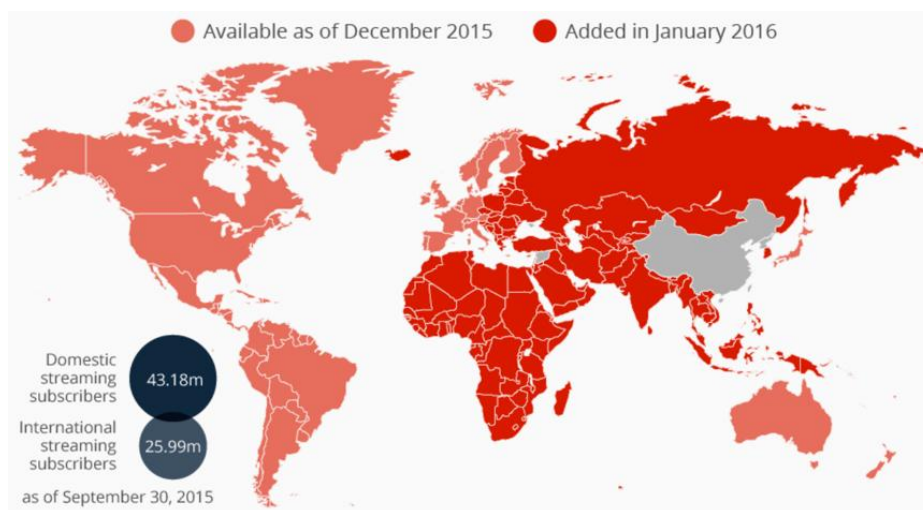 Available as of December 2015
Added in January 2016
Domestic
streaming
subscribers
43.18m
International
streaming
subscribers
25.99m
as of September 30, 2015